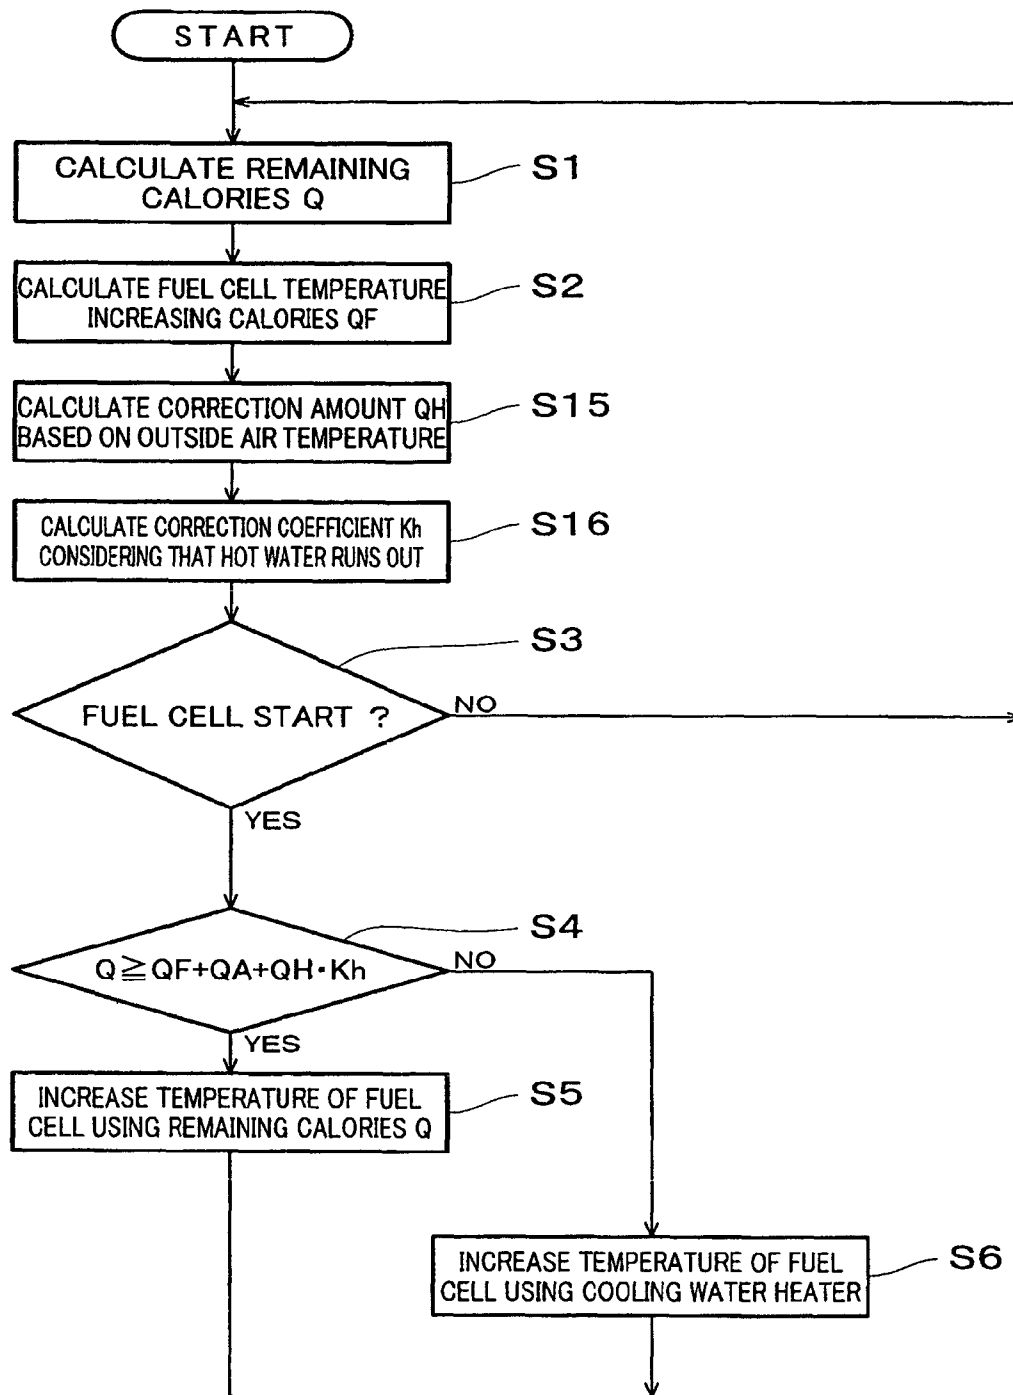 START
CALCULATE REMAINING
CALORIES Q
S1
CALCULATE FUEL CELL TEMPERATURE
INCREASING CALORIES QF
S2
CALCULATE CORRECTION AMOUNT QH
BASED ON OUTSIDE AIR TEMPERATURE
S15
CALCULATE CORRECTION COEFFICIENT Kh
CONSIDERING THAT HOT WATER RUNS OUT
S16
S3
FUEL CELL START ?
NO
YES
S4
Q≧QF+QA+QH·Kh
NO
YES
INCREASE TEMPERATURE OF FUEL
CELL USING REMAINING CALORIES Q
S5
INCREASE TEMPERATURE OF FUEL
CELL USING COOLING WATER HEATER
S6